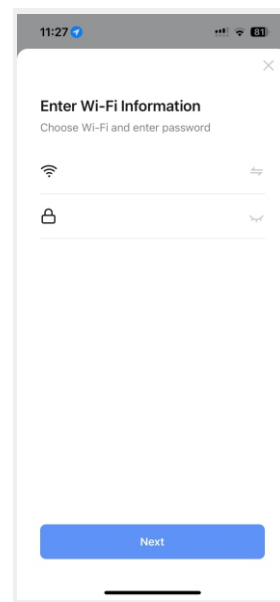 11:27
81
Enter Wi-Fi Information
Choose Wi-Fi and enter password
Next